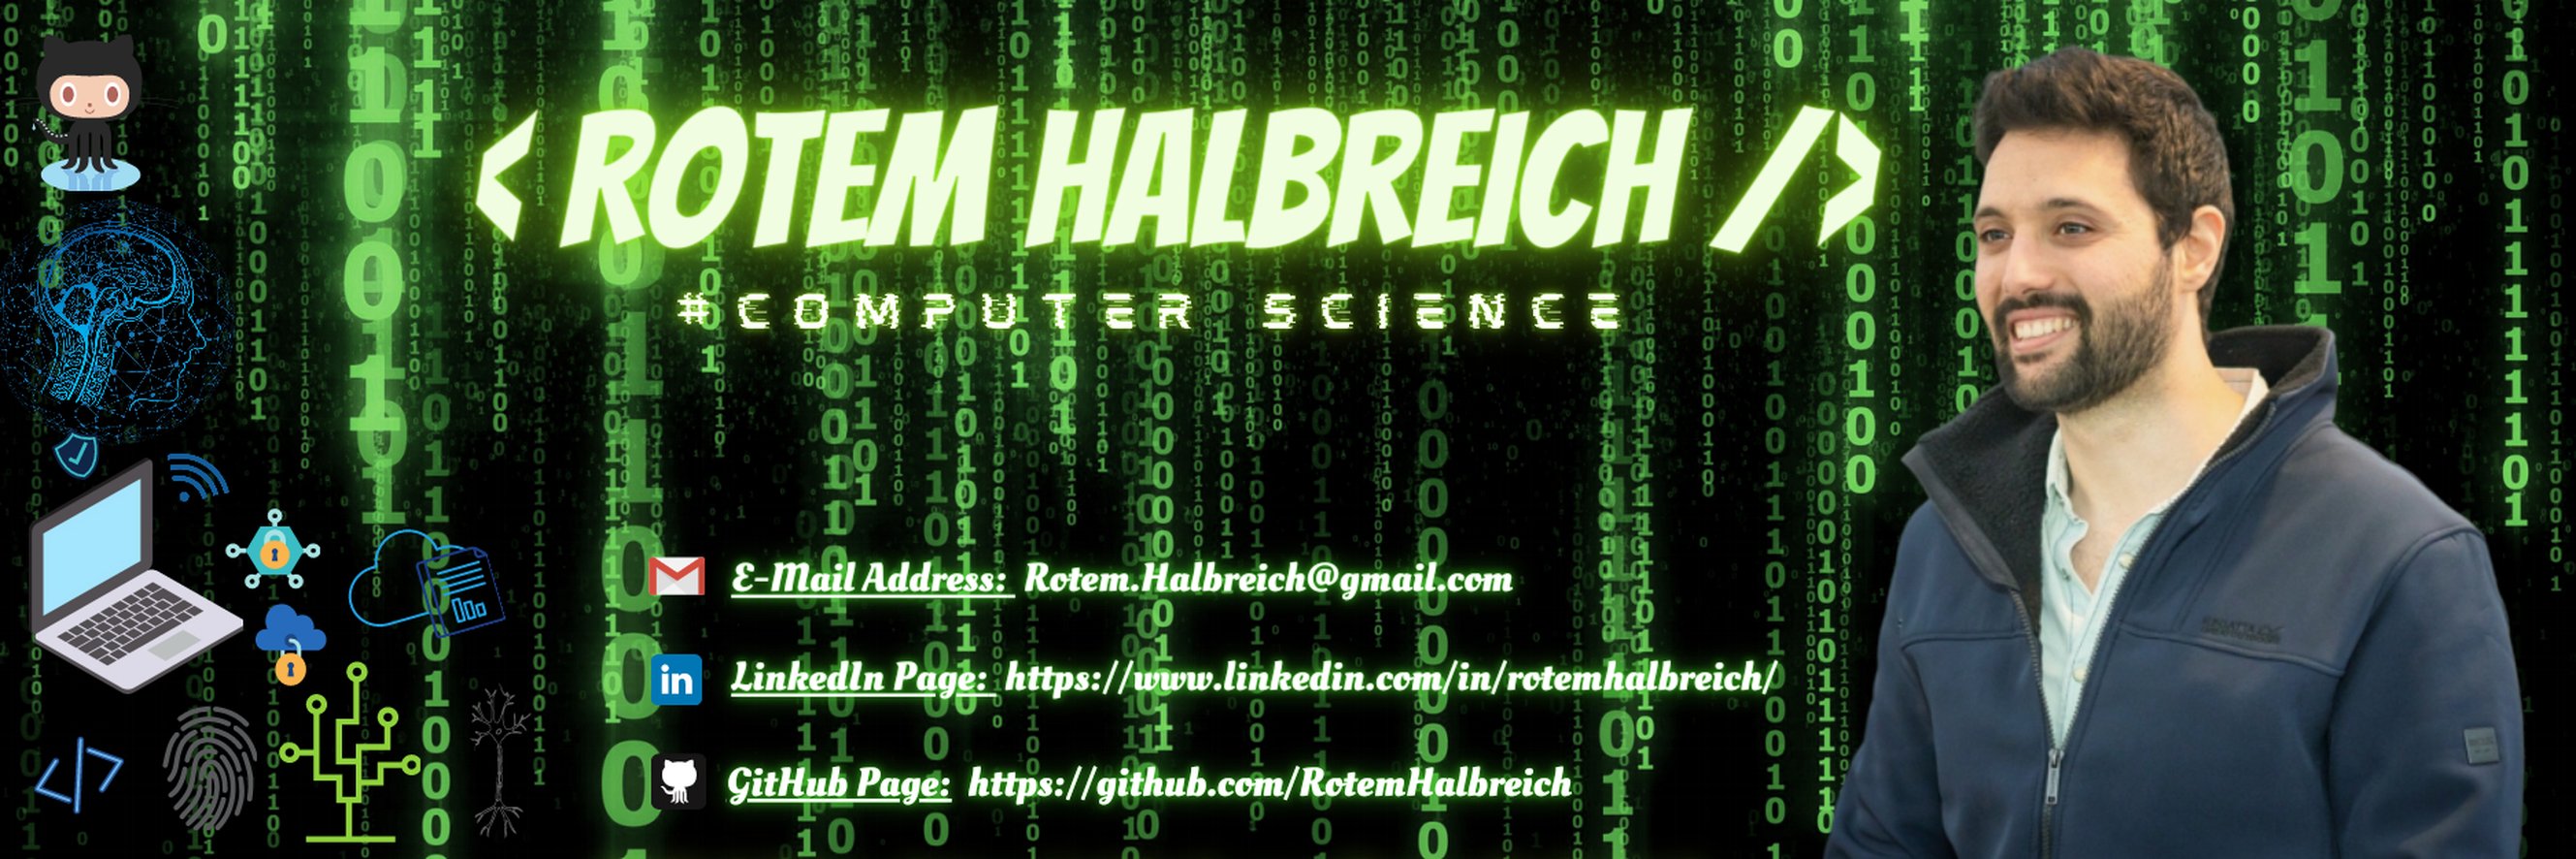 < ROTEM HALBREICH />
#COMPUTER SCIENCE
E-Mail Address: Rotem.Halbreich@gmail.com
LinkedIn Page: https://www.linkedin.com/in/rotemhalbreich/
GitHub Page: https://github.com/RotemHalbreich